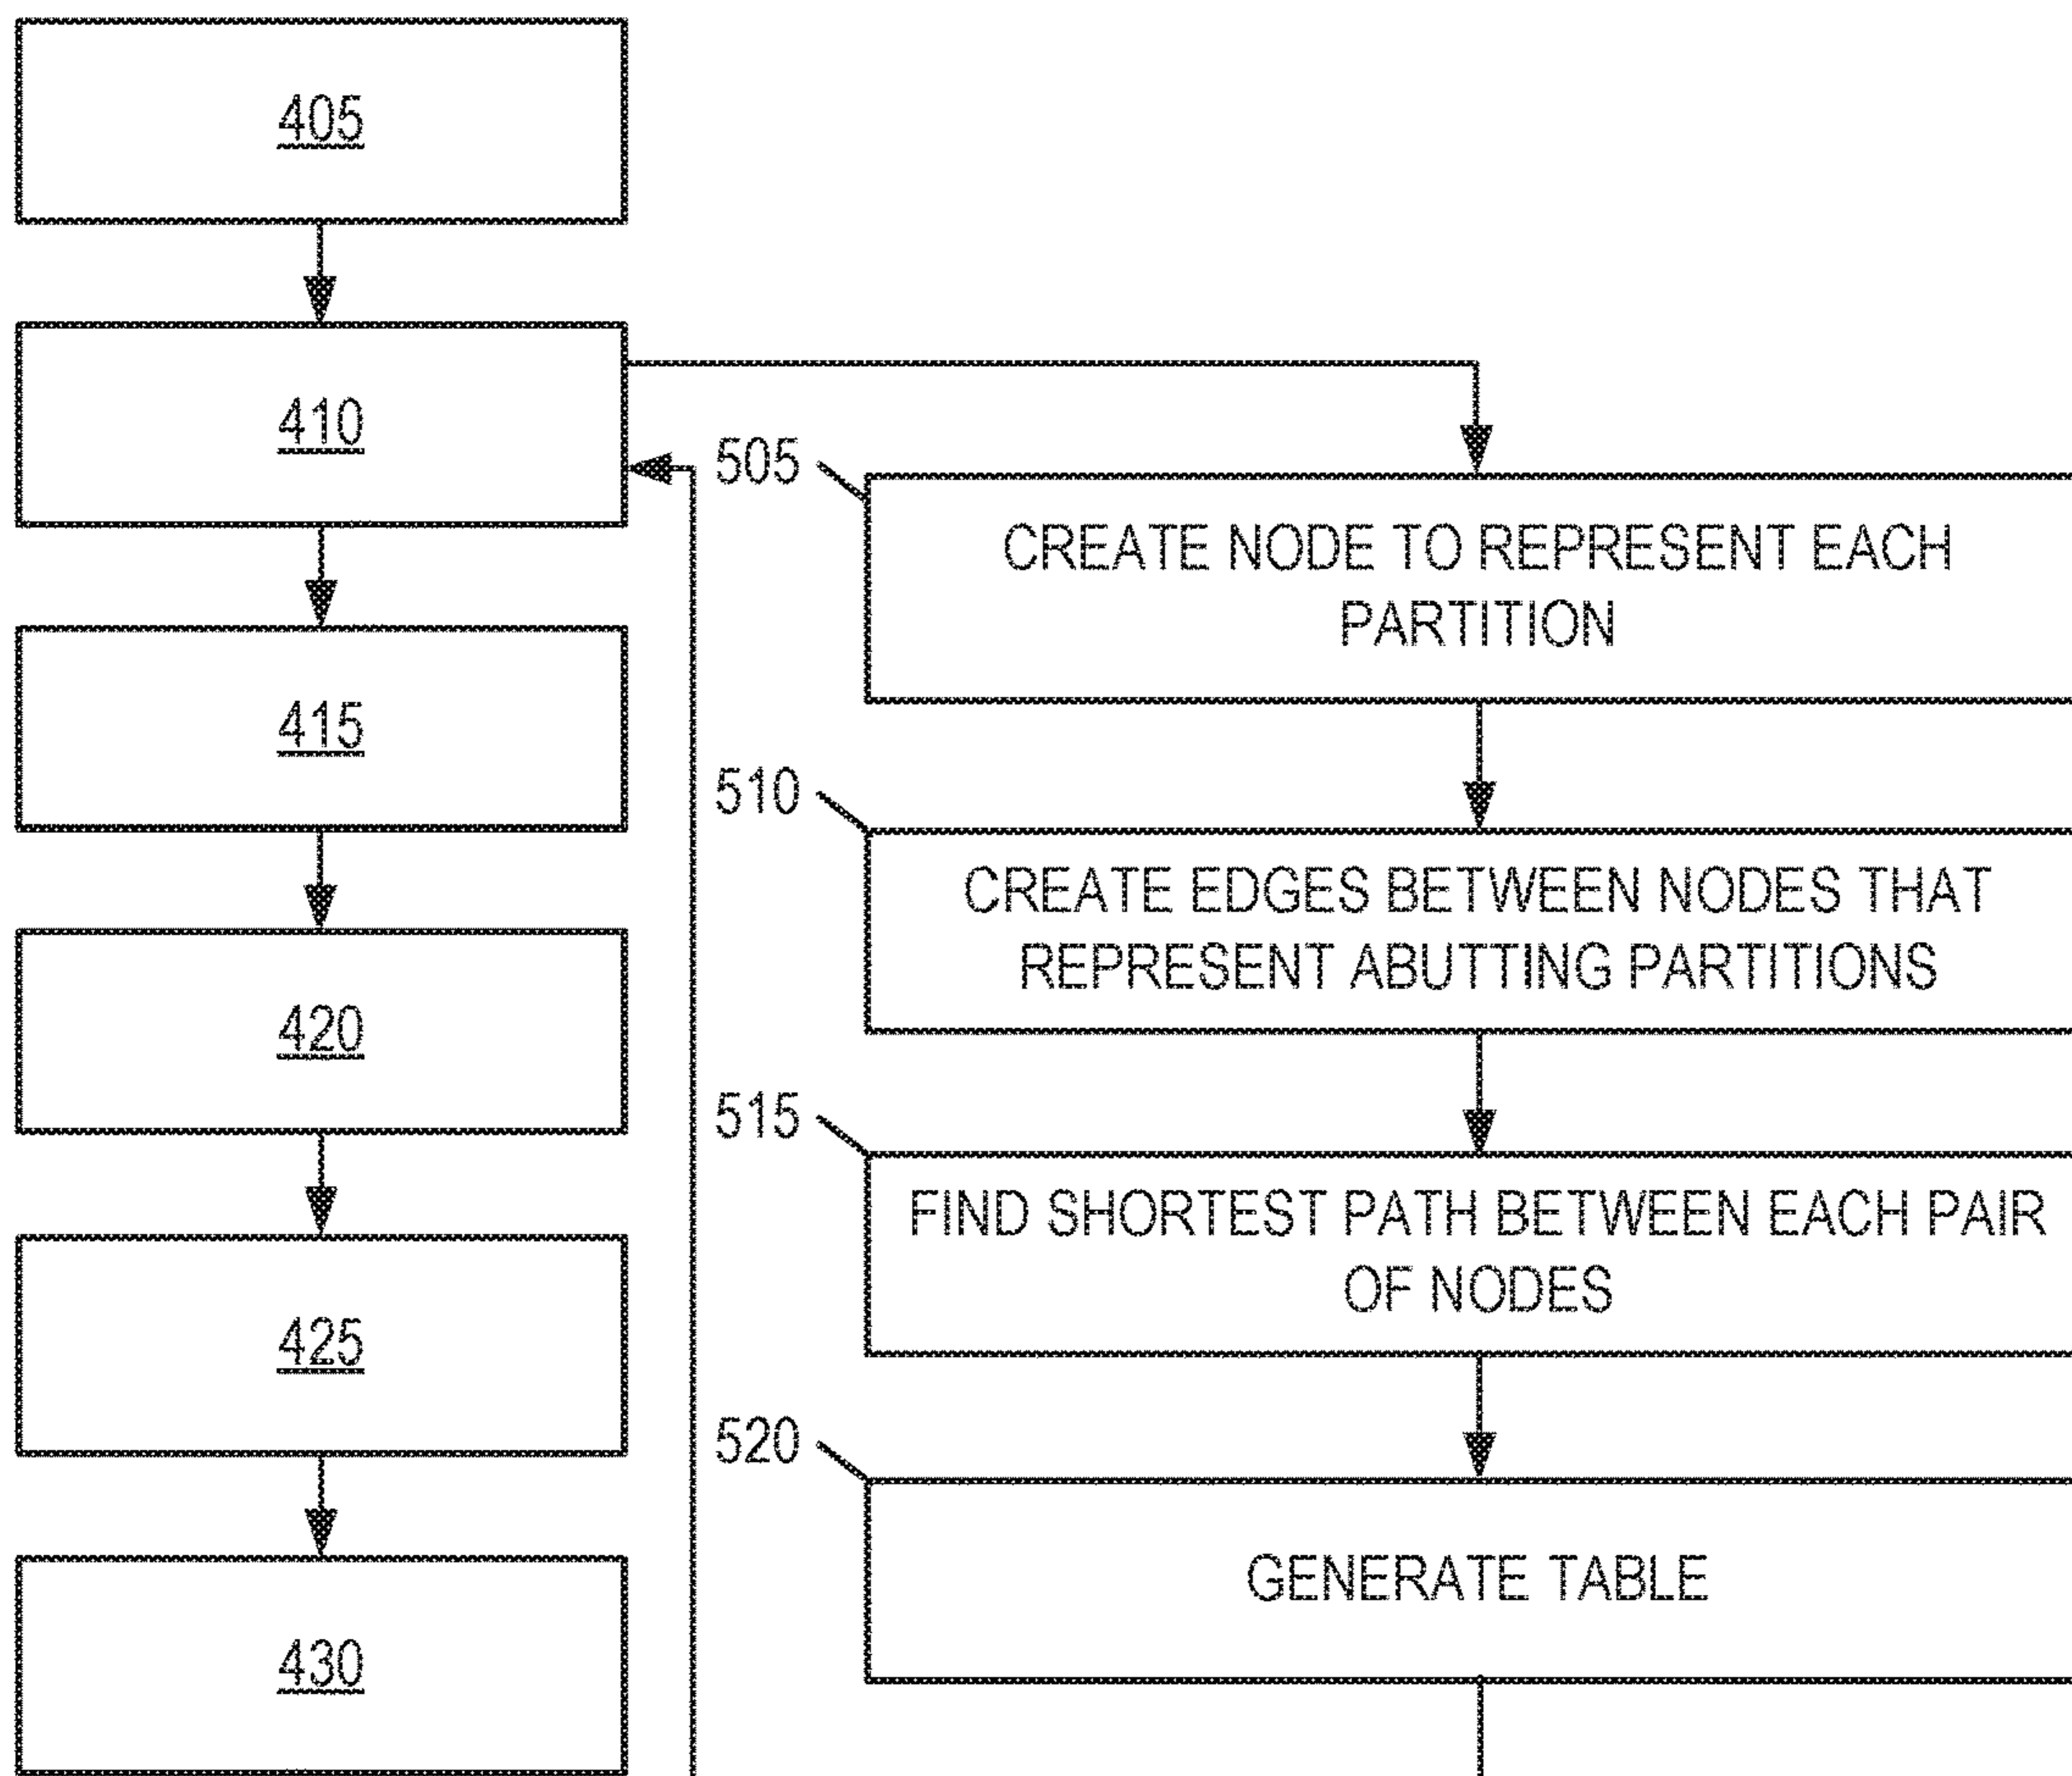 405
410
415
420
425
430
505
CREATE NODE TO REPRESENT EACH
PARTITION
510
CREATE EDGES BETWEEN NODES THAT
REPRESENT ABUTTING PARTITIONS
515
FIND SHORTEST PATH BETWEEN EACH PAIR
OF NODES
520
GENERATE TABLE